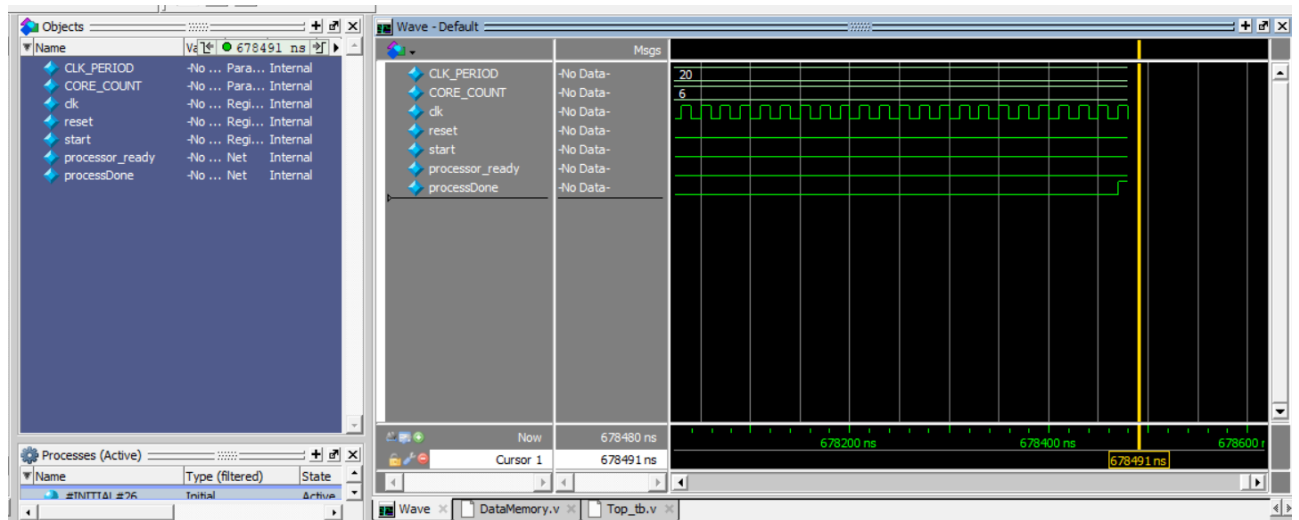 Objects
Name Va 678491 ns
CLK_PERIOD -No ... Para... Internal
CORE_COUNT -No ... Para... Internal
clk -No ... Regi... Internal
reset -No ... Regi... Internal
start -No ... Regi... Internal
processor_ready -No ... Net Internal
processDone -No ... Net Internal
Processes (Active)
Name Type (filtered) State
#INITIAL#26 Initial Active
Wave - Default
Msgs
CLK_PERIOD -No Data- 20
CORE_COUNT -No Data- 6
clk -No Data-
reset -No Data-
start -No Data-
processor_ready -No Data-
processDone -No Data-
Now 678480 ns 678200 ns 678400 ns 678600 n
Cursor 1 678491 ns 678491 ns
Wave DataMemory.v Top_tb.v